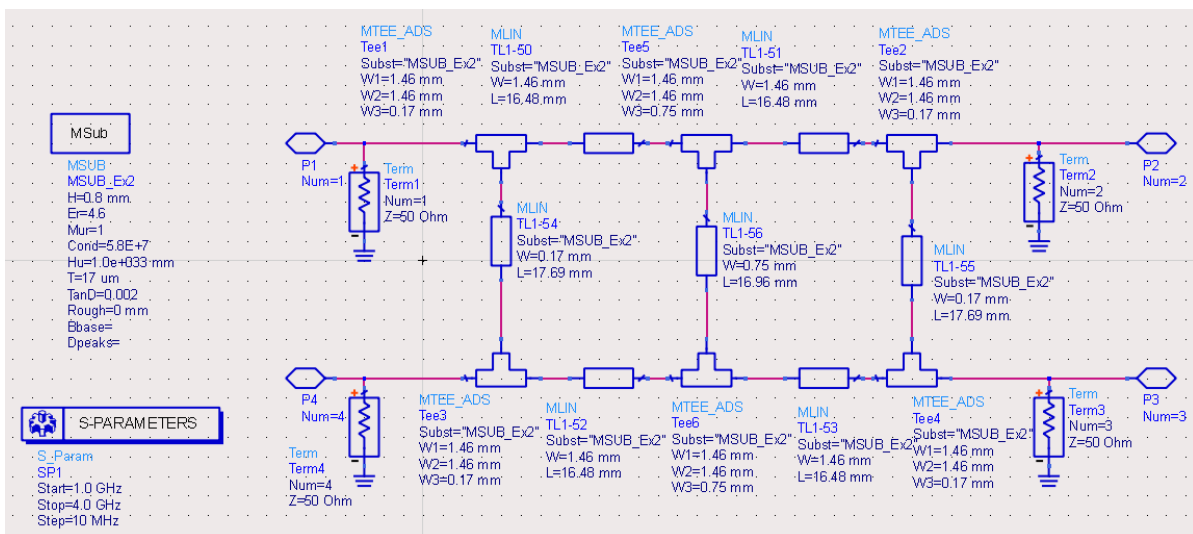 MTEE_ADS
Tee1
Subst="MSUB_Ex2"
W1=1.46 mm
W2=1.46 mm
W3=0.17 mm
MLIN
TL1-50
Subst="MSUB_Ex2"
W=1.46 mm
L=16.48 mm
MTEE_ADS
Tee5
Subst="MSUB_Ex2"
W1=1.46 mm
W2=1.46 mm
W3=0.75 mm
MLIN
TL1-51
Subst="MSUB_Ex2"
W=1.46 mm
L=16.48 mm
MTEE_ADS
Tee2
Subst="MSUB_Ex2"
W1=1.46 mm
W2=1.46 mm
W3=0.17 mm
MSub
MSUB
MSUB_Ex2
H=0.8 mm
Er=4.6
Mur=1
Cond=5.8E+7
Hu=1.0e+033 mm
T=17 um
TanD=0.002
Rough=0 mm
Bbase=
Dpeaks=
P1
Num=1
+
Term
Term1
Num=1
Z=50 Ohm
-
MLIN
TL1-54
Subst="MSUB_Ex2"
W=0.17 mm
L=17.69 mm
MLIN
TL1-56
Subst="MSUB_Ex2"
W=0.75 mm
L=16.96 mm
MLIN
TL1-55
Subst="MSUB_Ex2"
W=0.17 mm
L=17.69 mm
+
Term
Term2
Num=2
Z=50 Ohm
-
P2
Num=2
P4
Num=4
+
-
Term
Term4
Num=4
Z=50 Ohm
MTEE_ADS
Tee3
Subst="MSUB_Ex2"
W1=1.46 mm
W2=1.46 mm
W3=0.17 mm
MLIN
TL1-52
Subst="MSUB_Ex2"
W=1.46 mm
L=16.48 mm
MTEE_ADS
Tee6
Subst="MSUB_Ex2"
W1=1.46 mm
W2=1.46 mm
W3=0.75 mm
MLIN
TL1-53
Subst="MSUB_Ex2"
W=1.46 mm
L=16.48 mm
MTEE_ADS
Tee4
Subst="MSUB_Ex2"
W1=1.46 mm
W2=1.46 mm
W3=0.17 mm
+
Term
Term3
Num=3
Z=50 Ohm
-
P3
Num=3
S-PARAMETERS
S_Param
SP1
Start=1.0 GHz
Stop=4.0 GHz
Step=10 MHz